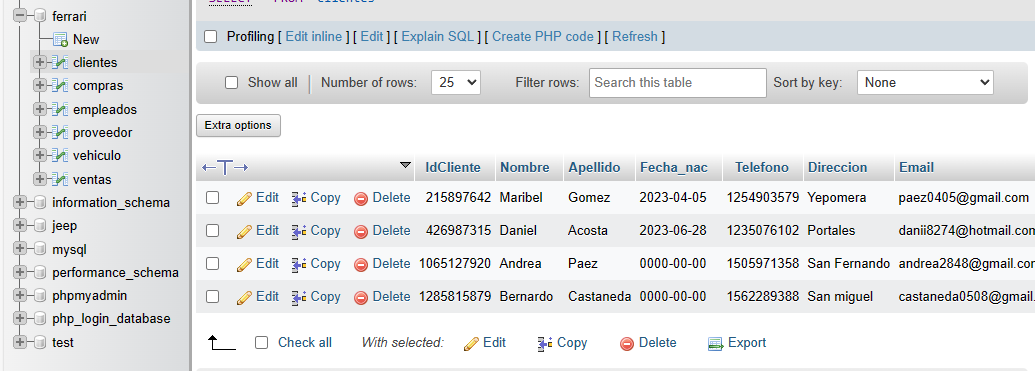 ferrari
New
clientes
compras
empleados
proveedor
vehiculo
ventas
information_schema
jeep
mysql
performance_schema
phpmyadmin
php_login_database
test
Profiling [ Edit inline ] [ Edit ] [ Explain SQL ] [ Create PHP code ] [ Refresh ]
Show all Number of rows: 25 Filter rows: Search this table Sort by key: None
Extra options
IdCliente Nombre Apellido Fecha_nac Telefono Direccion Email
Edit Copy Delete 215897642 Maribel Gomez 2023-04-05 1254903579 Yepomera paez0405@gmail.com
Edit Copy Delete 426987315 Daniel Acosta 2023-06-28 1235076102 Portales danii8274@hotmail.con
Edit Copy Delete 1065127920 Andrea Paez 0000-00-00 1505971358 San Fernando andrea2848@gmail.con
Edit Copy Delete 1285815879 Bernardo Castaneda 0000-00-00 1562289388 San miguel castaneda0508@gmail.
Check all With selected: Edit Copy Delete Export